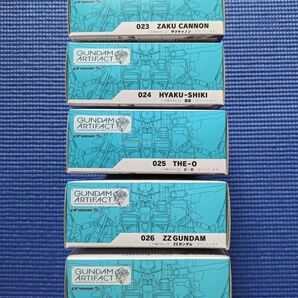 023 ZAKU CANNON
ザクキャノン
GUNDAM
ARTIFACT
024 HYAKU-SHIKI
百式
GUNDAM
ARTIFACT
025 THE-O
ジ・O
GUNDAM
ARTIFACT
026 ZZ GUNDAM
ZZガンダム
GUNDAM
ARTIFACT